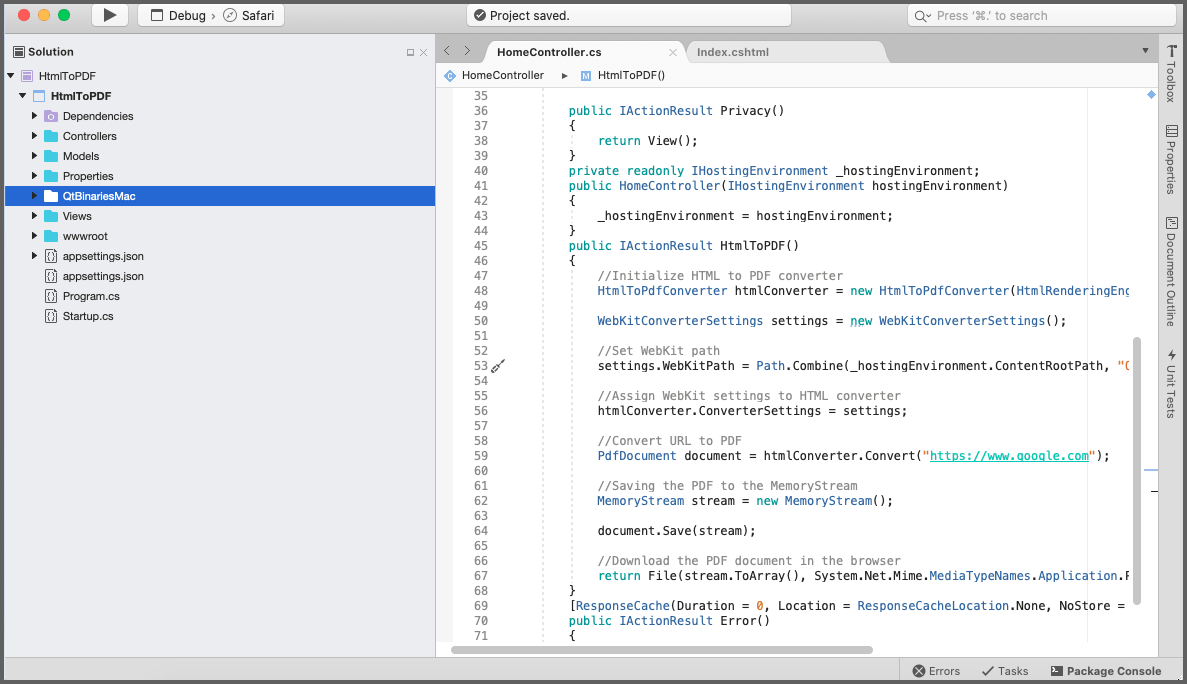 Debug › Safari
Project saved.
Press ‘⌘.’ to search
Solution
HtmlToPDF
HtmlToPDF
Dependencies
Controllers
Models
Properties
QtBinariesMac
Views
wwwroot
appsettings.json
appsettings.json
Program.cs
Startup.cs
HomeController.cs
Index.cshtml
HomeController ▸ M HtmlToPDF()
35
36 public IActionResult Privacy()
37 {
38 return View();
39 }
40 private readonly IHostingEnvironment _hostingEnvironment;
41 public HomeController(IHostingEnvironment hostingEnvironment)
42 {
43 _hostingEnvironment = hostingEnvironment;
44 }
45 public IActionResult HtmlToPDF()
46 {
47 //Initialize HTML to PDF converter
48 HtmlToPdfConverter htmlConverter = new HtmlToPdfConverter(HtmlRenderingEng
49
50 WebKitConverterSettings settings = new WebKitConverterSettings();
51
52 //Set WebKit path
53 settings.WebKitPath = Path.Combine(_hostingEnvironment.ContentRootPath, "
54
55 //Assign WebKit settings to HTML converter
56 htmlConverter.ConverterSettings = settings;
57
58 //Convert URL to PDF
59 PdfDocument document = htmlConverter.Convert("https://www.google.com");
60
61 //Saving the PDF to the MemoryStream
62 MemoryStream stream = new MemoryStream();
63
64 document.Save(stream);
65
66 //Download the PDF document in the browser
67 return File(stream.ToArray(), System.Net.Mime.MediaTypeNames.Application.
68 }
69 [ResponseCache(Duration = 0, Location = ResponseCacheLocation.None, NoStore =
70 public IActionResult Error()
71 {
Toolbox
Properties
Document Outline
Unit Tests
Errors
Tasks
Package Console